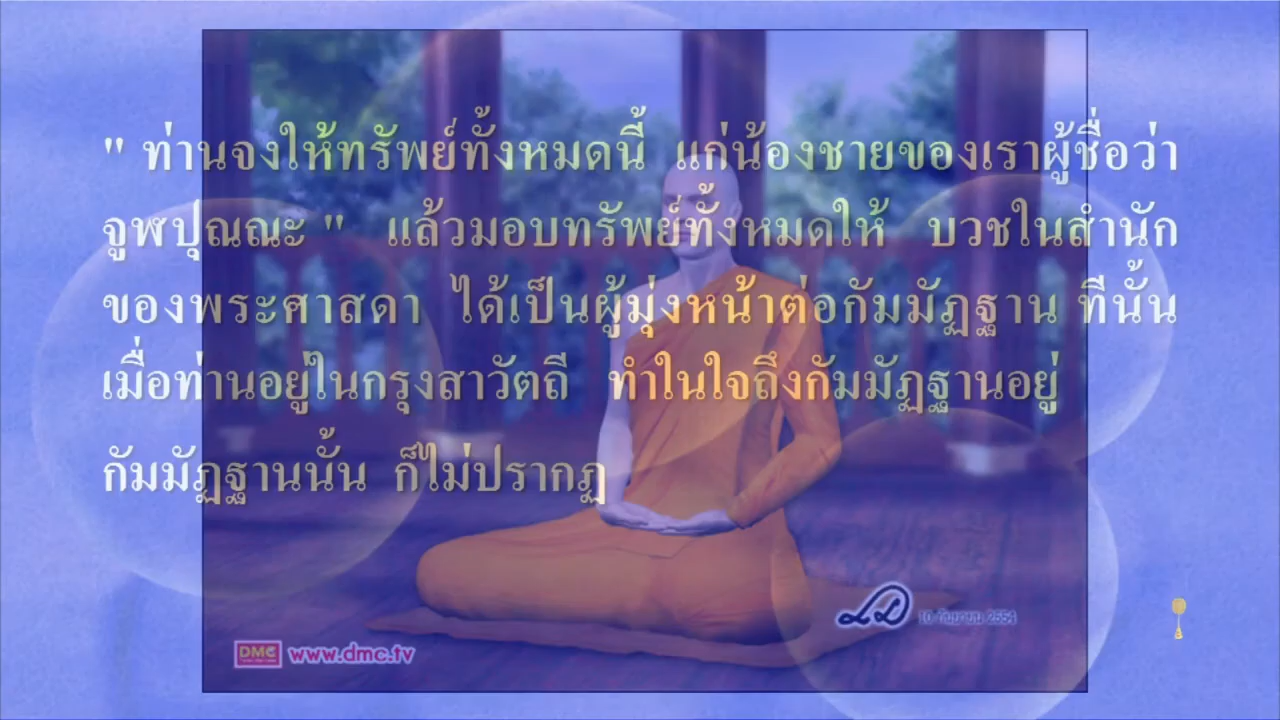 " ท่านจงให้ทรัพย์ทั้งหมดนี้ แก่น้องชายของเราผู้ชื่อว่า
จูฬปุณณะ " แล้วมอบทรัพย์ทั้งหมดให้ บวชในสำนัก
ของพระศาสดา ได้เป็นผู้มุ่งหน้าต่อกัมมัฏฐาน ทีนั้น
เมื่อท่านอยู่ในกรุงสาวัตถี ทำในใจถึงกัมมัฏฐานอยู่
กัมมัฏฐานนั้น ก็ไม่ปรากฏ
10 กันยายน 2554
DMC www.dmc.tv